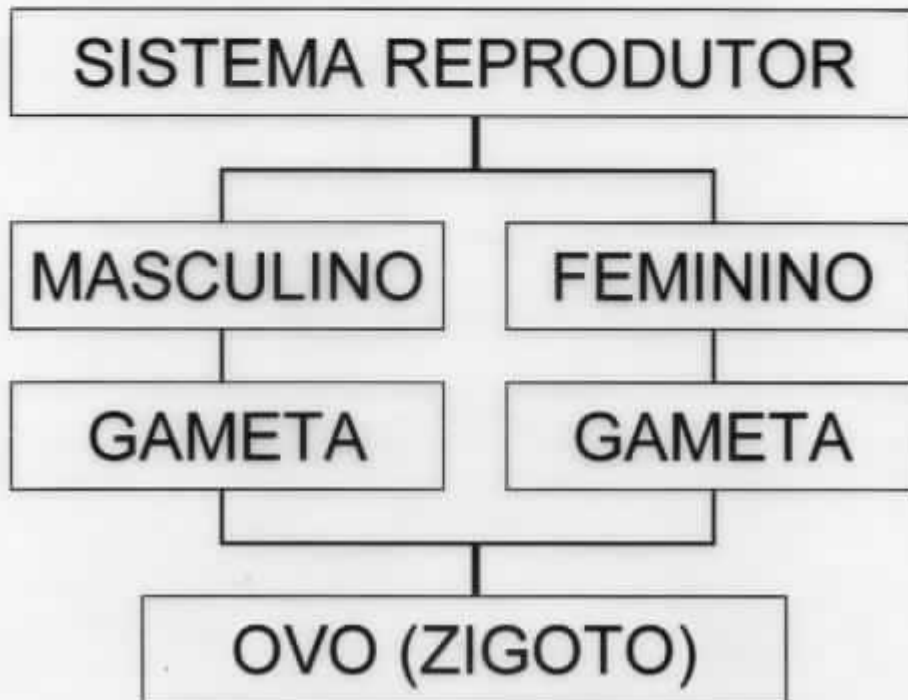 SISTEMA REPRODUTOR
MASCULINO
FEMININO
GAMETA
GAMETA
OVO (ZIGOTO)